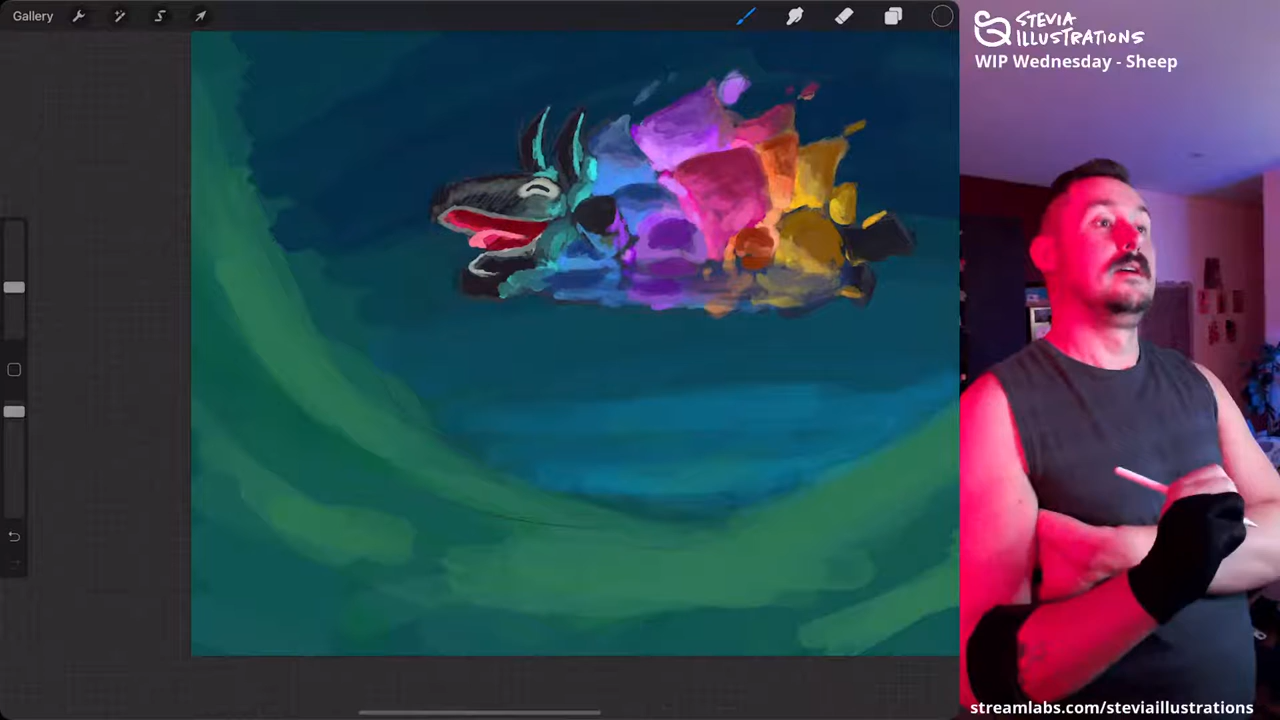 Gallery
STEVIA
ILLUSTRATIONS
WIP Wednesday - Sheep
streamlabs.com/steviaillustrations